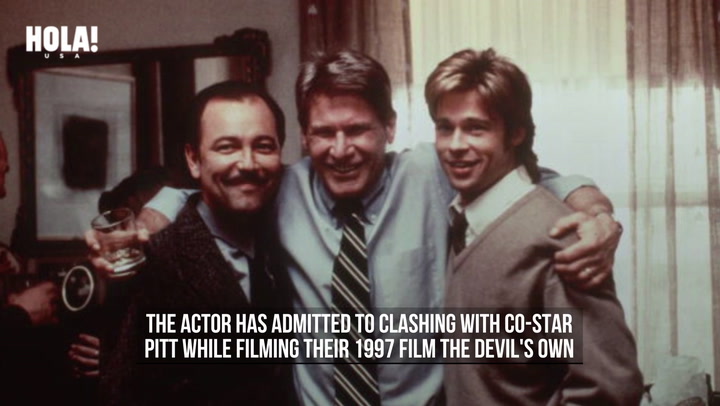 HOLA!
USA
THE ACTOR HAS ADMITTED TO CLASHING WITH CO-STAR
PITT WHILE FILMING THEIR 1997 FILM THE DEVIL'S OWN